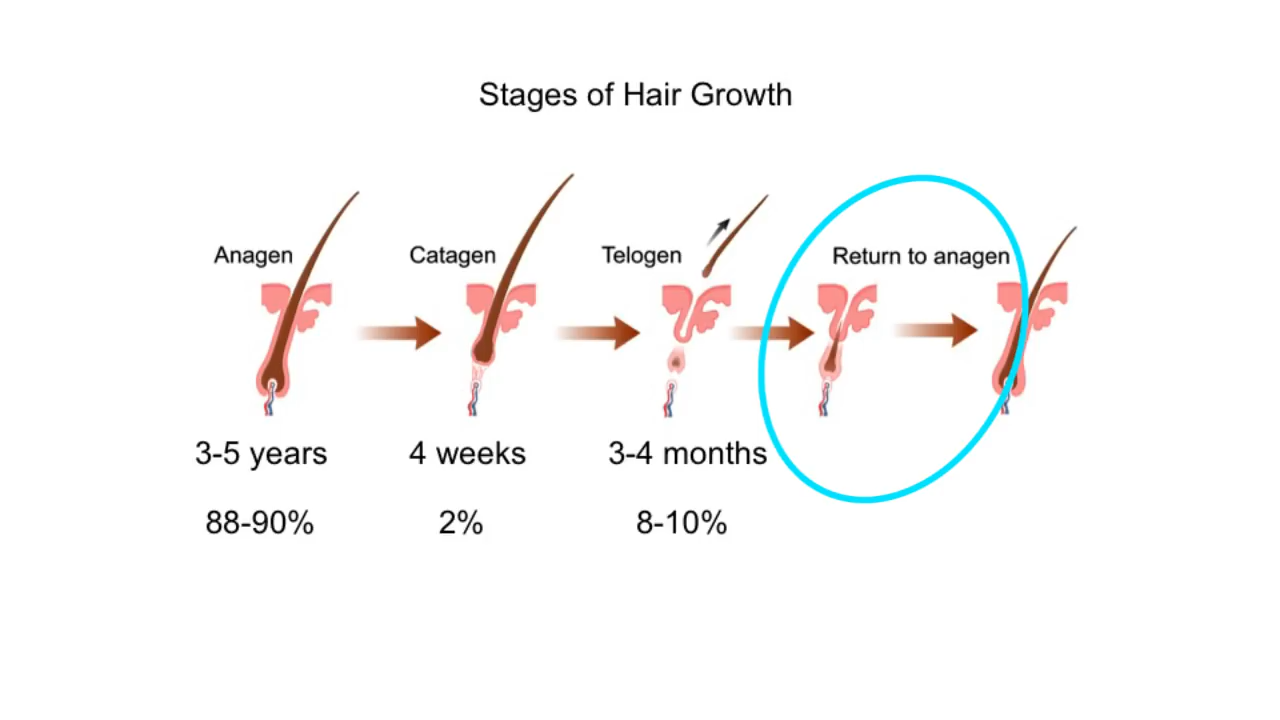 Stages of Hair Growth
Anagen
Catagen
Telogen
Return to anagen
3-5 years
4 weeks
3-4 months
88-90%
2%
8-10%